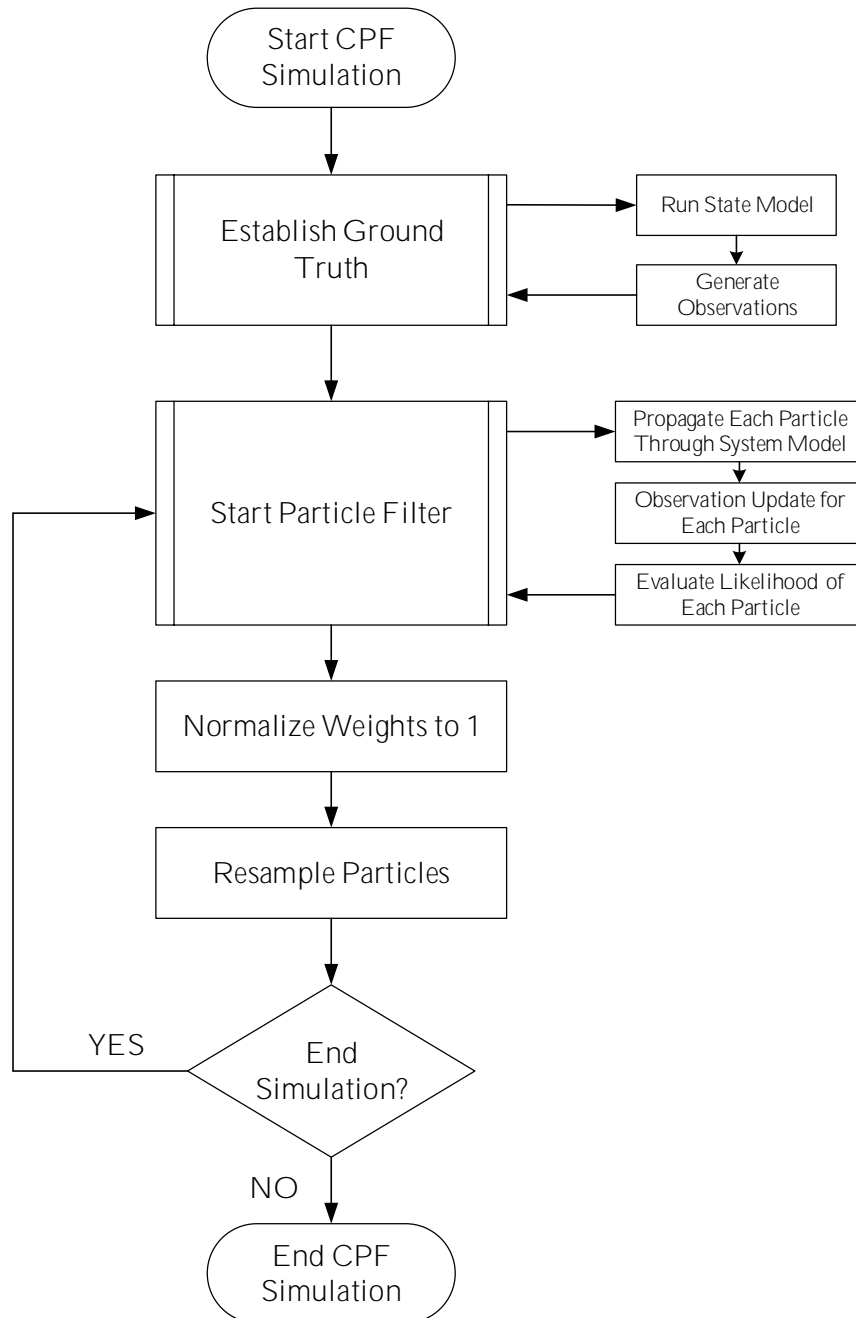 Start CPF
Simulation
Establish Ground
Truth
Run State Model
Generate
Observations
Start Particle Filter
Propagate Each Particle
Through System Model
Observation Update for
Each Particle
Evaluate Likelihood of
Each Particle
Normalize Weights to 1
Resample Particles
YES
End
Simulation?
NO
End CPF
Simulation